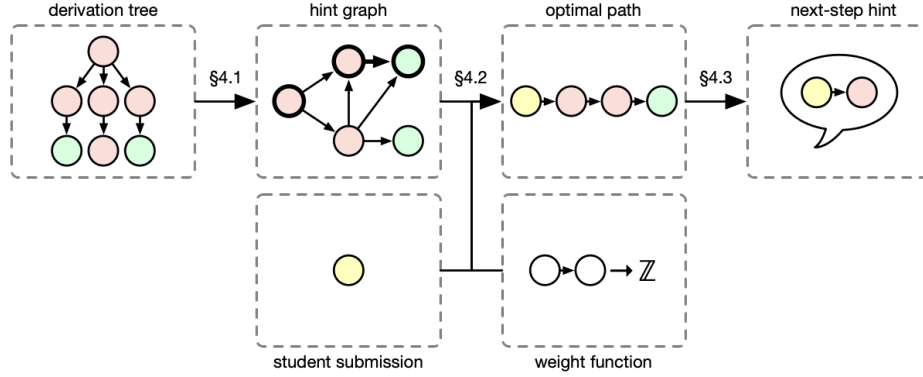 derivation tree
hint graph
optimal path
next-step hint
§4.1
§4.2
§4.3
ℤ
student submission
weight function